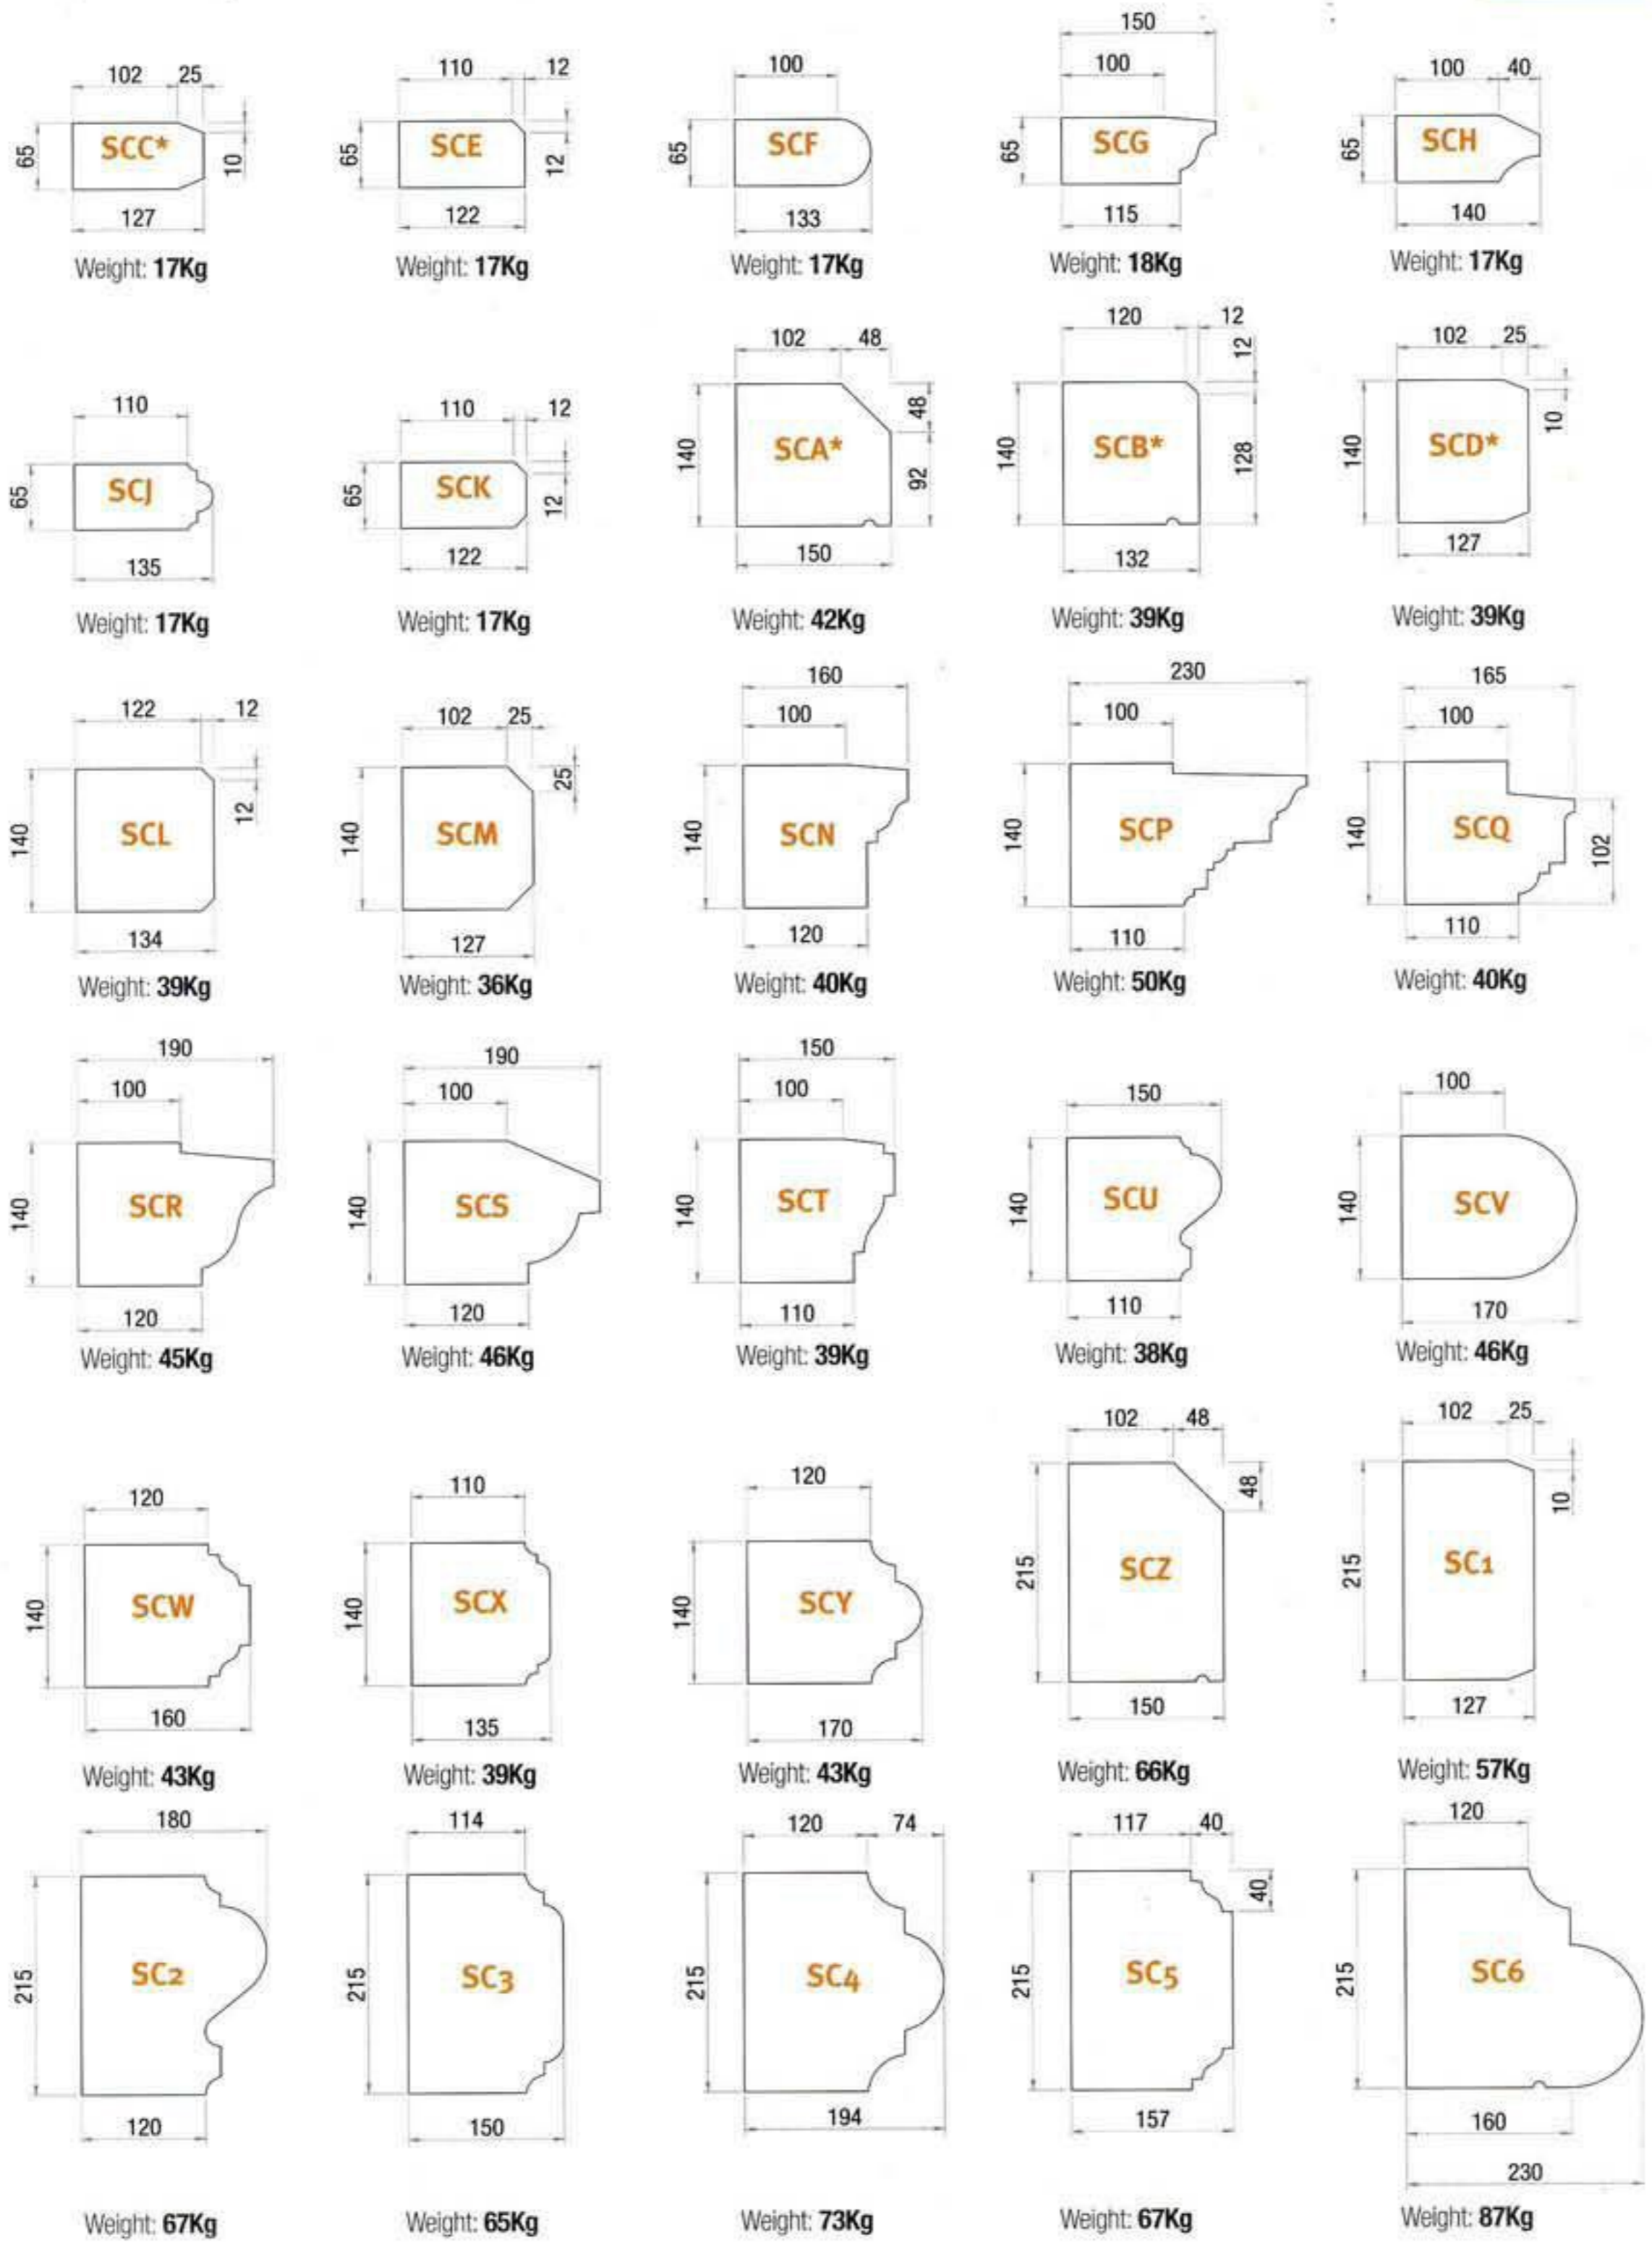 102 25
65
SCC*
10
127
Weight: 17Kg
110 12
65
SCE
12
122
Weight: 17Kg
100
65
SCF
133
Weight: 17Kg
150
100
65
SCG
115
Weight: 18Kg
100 40
65
SCH
140
Weight: 17Kg
110
65
SCJ
135
Weight: 17Kg
110 12
65
SCK
12
122
Weight: 17Kg
102 48
140
SCA*
48
92
150
Weight: 42Kg
120 12
12
140
SCB*
128
132
Weight: 39Kg
102 25
10
140
SCD*
127
Weight: 39Kg
122 12
12
140
SCL
134
Weight: 39Kg
102 25
25
140
SCM
127
Weight: 36Kg
160
100
140
SCN
120
Weight: 40Kg
230
100
140
SCP
110
Weight: 50Kg
165
100
140
SCQ
102
110
Weight: 40Kg
190
100
140
SCR
120
Weight: 45Kg
190
100
140
SCS
120
Weight: 46Kg
150
100
140
SCT
110
Weight: 39Kg
150
140
SCU
110
Weight: 38Kg
100
140
SCV
170
Weight: 46Kg
120
140
SCW
160
Weight: 43Kg
110
140
SCX
135
Weight: 39Kg
120
140
SCY
170
Weight: 43Kg
102 48
48
215
SCZ
150
Weight: 66Kg
102 25
10
215
SC1
127
Weight: 57Kg
180
215
SC2
120
Weight: 67Kg
114
215
SC3
150
Weight: 65Kg
120 74
215
SC4
194
Weight: 73Kg
117 40
40
215
SC5
157
Weight: 67Kg
120
215
SC6
160
230
Weight: 87Kg